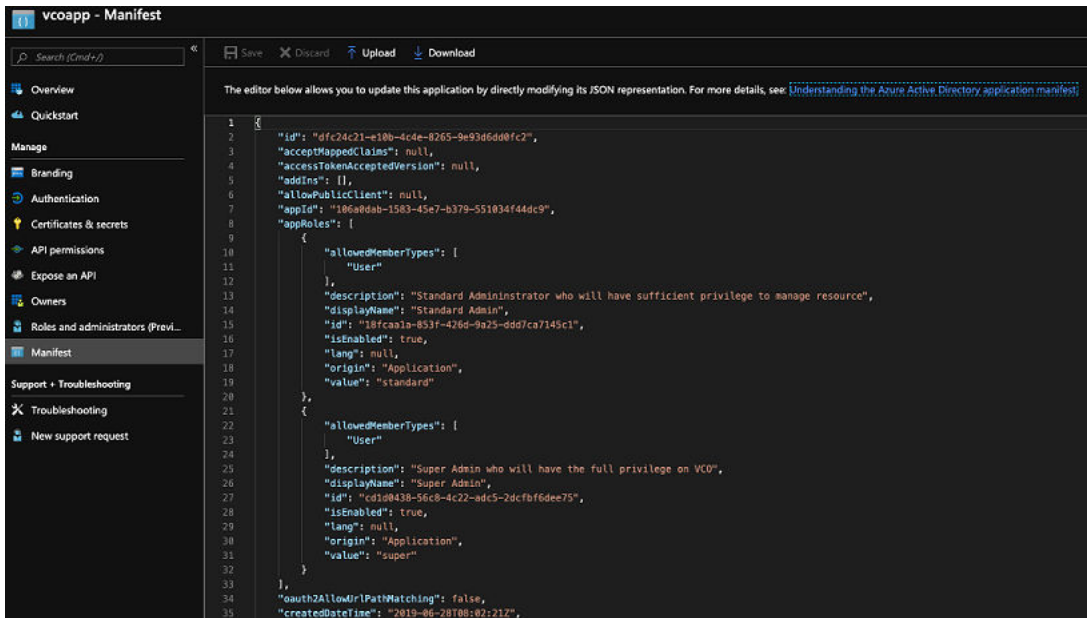 vcoapp - Manifest
Search (Cmd+/)
«
Save Discard Upload Download
The editor below allows you to update this application by directly modifying its JSON representation. For more details, see: Understanding the Azure Active Directory application manifest.
Overview
Quickstart
Manage
Branding
Authentication
Certificates & secrets
API permissions
Expose an API
Owners
Roles and administrators (Previ...
Manifest
Support + Troubleshooting
Troubleshooting
New support request
1 {
2 "id": "dfc24c21-e10b-4c4e-8265-9e93d6dd0fc2",
3 "acceptMappedClaims": null,
4 "accessTokenAcceptedVersion": null,
5 "addIns": [],
6 "allowPublicClient": null,
7 "appId": "106a0dab-1583-45e7-b379-551034f44dc9",
8 "appRoles": [
9 {
10 "allowedMemberTypes": [
11 "User"
12 ],
13 "description": "Standard Admininstrator who will have sufficient privilege to manage resource",
14 "displayName": "Standard Admin",
15 "id": "18fcaa1a-853f-426d-9a25-ddd7ca7145c1",
16 "isEnabled": true,
17 "lang": null,
18 "origin": "Application",
19 "value": "standard"
20 },
21 {
22 "allowedMemberTypes": [
23 "User"
24 ],
25 "description": "Super Admin who will have the full privilege on VCO",
26 "displayName": "Super Admin",
27 "id": "cd1d0438-56c8-4c22-adc5-2dcfbf6dee75",
28 "isEnabled": true,
29 "lang": null,
30 "origin": "Application",
31 "value": "super"
32 }
33 ],
34 "oauth2AllowUrlPathMatching": false,
35 "createdDateTime": "2019-06-28T08:02:21Z",